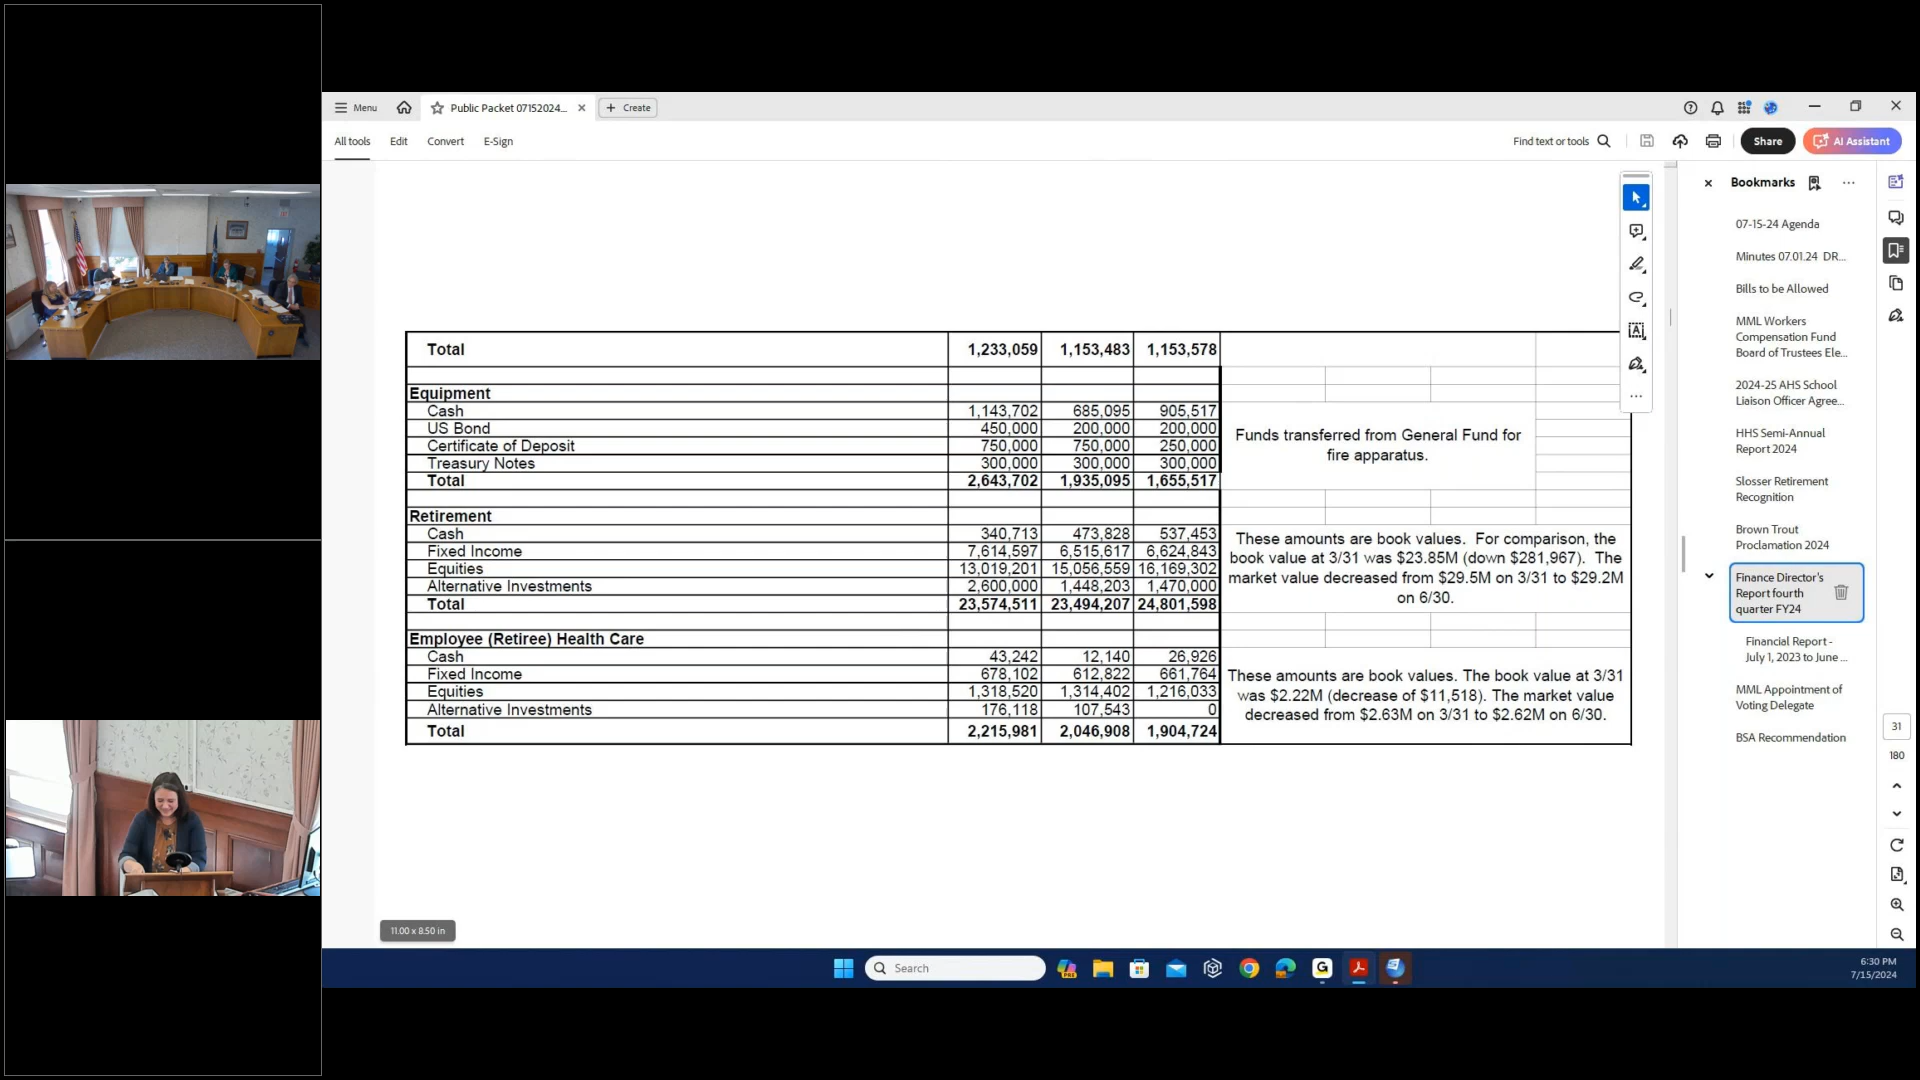 Menu
Public Packet 07152024...
Create
All tools
Edit
Convert
E-Sign
Find text or tools
Share
AI Assistant
Total 1,233,059 1,153,483 1,153,578
Equipment
Cash 1,143,702 685,095 905,517
US Bond 450,000 200,000 200,000
Certificate of Deposit 750,000 750,000 250,000
Treasury Notes 300,000 300,000 300,000
Total 2,643,702 1,935,095 1,655,517
Funds transferred from General Fund for
fire apparatus.
Retirement
Cash 340,713 473,828 537,453
Fixed Income 7,614,597 6,515,617 6,624,843
Equities 13,019,201 15,056,559 16,169,302
Alternative Investments 2,600,000 1,448,203 1,470,000
Total 23,574,511 23,494,207 24,801,598
These amounts are book values. For comparison, the
book value at 3/31 was $23.85M (down $281,967). The
market value decreased from $29.5M on 3/31 to $29.2M
on 6/30.
Employee (Retiree) Health Care
Cash 43,242 12,140 26,926
Fixed Income 678,102 612,822 661,764
Equities 1,318,520 1,314,402 1,216,033
Alternative Investments 176,118 107,543 0
Total 2,215,981 2,046,908 1,904,724
These amounts are book values. The book value at 3/31
was $2.22M (decrease of $11,518). The market value
decreased from $2.63M on 3/31 to $2.62M on 6/30.
Bookmarks
07-15-24 Agenda
Minutes 07.01.24 DR...
Bills to be Allowed
MML Workers
Compensation Fund
Board of Trustees Ele...
2024-25 AHS School
Liaison Officer Agree...
HHS Semi-Annual
Report 2024
Slosser Retirement
Recognition
Brown Trout
Proclamation 2024
Finance Director's
Report fourth
quarter FY24
Financial Report -
July 1, 2023 to June ...
MML Appointment of
Voting Delegate
BSA Recommendation
31
180
11.00 x 8.50 in
Search
6:30 PM
7/15/2024